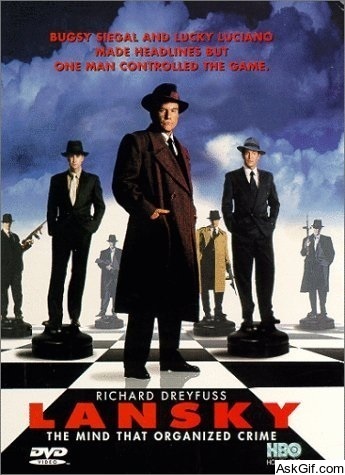 BUGSY SIEGAL AND LUCKY LUCIANO
MADE HEADLINES BUT
ONE MAN CONTROLLED THE GAME.
RICHARD DREYFUSS
LANSKY
THE MIND THAT ORGANIZED CRIME
DVD
VIDEO
HBO
AskGif.com